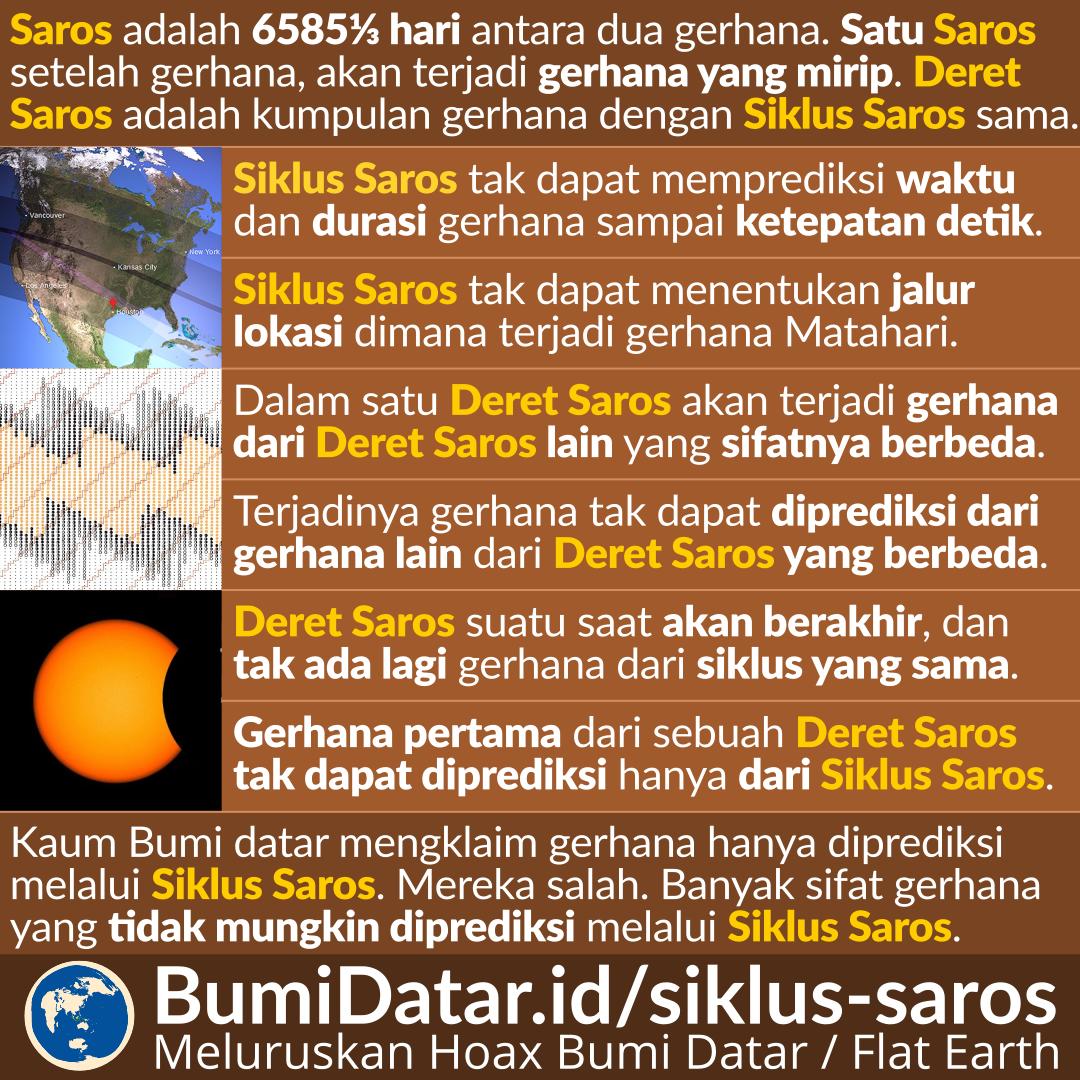 Saros adalah 6585⅓ hari antara dua gerhana. Satu Saros
setelah gerhana, akan terjadi gerhana yang mirip. Deret
Saros adalah kumpulan gerhana dengan Siklus Saros sama.
Vancouver
New York
Kansas City
Los Angeles
Houston
Siklus Saros tak dapat memprediksi waktu
dan durasi gerhana sampai ketepatan detik.
Siklus Saros tak dapat menentukan jalur
lokasi dimana terjadi gerhana Matahari.
Dalam satu Deret Saros akan terjadi gerhana
dari Deret Saros lain yang sifatnya berbeda.
Terjadinya gerhana tak dapat diprediksi dari
gerhana lain dari Deret Saros yang berbeda.
Deret Saros suatu saat akan berakhir, dan
tak ada lagi gerhana dari siklus yang sama.
Gerhana pertama dari sebuah Deret Saros
tak dapat diprediksi hanya dari Siklus Saros.
Kaum Bumi datar mengklaim gerhana hanya diprediksi
melalui Siklus Saros. Mereka salah. Banyak sifat gerhana
yang tidak mungkin diprediksi melalui Siklus Saros.
BumiDatar.id/siklus-saros
Meluruskan Hoax Bumi Datar / Flat Earth